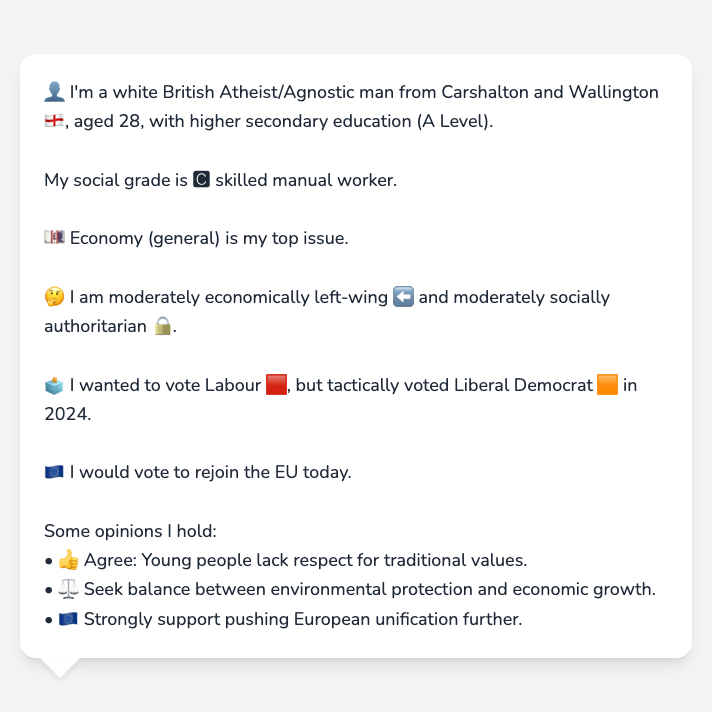 👤 I'm a white British Atheist/Agnostic man from Carshalton and Wallington
🏴󠁧󠁢󠁥󠁮󠁧󠁿, aged 28, with higher secondary education (A Level).
My social grade is 🅲 skilled manual worker.
💷 Economy (general) is my top issue.
🤔 I am moderately economically left-wing ⬅️ and moderately socially
authoritarian 🔒.
🗳️ I wanted to vote Labour 🟥, but tactically voted Liberal Democrat 🟧 in
2024.
🇪🇺 I would vote to rejoin the EU today.
Some opinions I hold:
• 👍 Agree: Young people lack respect for traditional values.
• ⚖️ Seek balance between environmental protection and economic growth.
• 🇪🇺 Strongly support pushing European unification further.